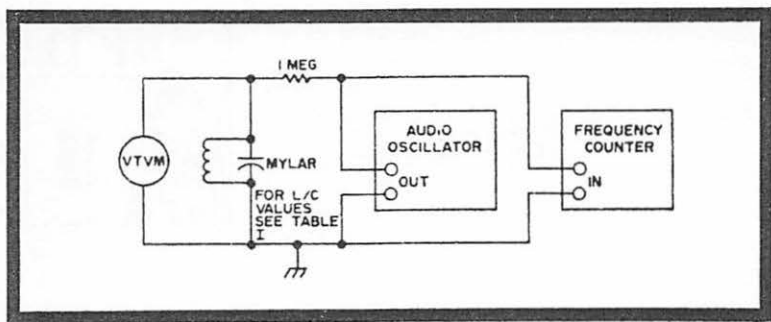 1 MEG
VTVM
MYLAR
FOR L/C
VALUES
SEE TABLE
I
AUDIO
OSCILLATOR
OUT
FREQUENCY
COUNTER
IN